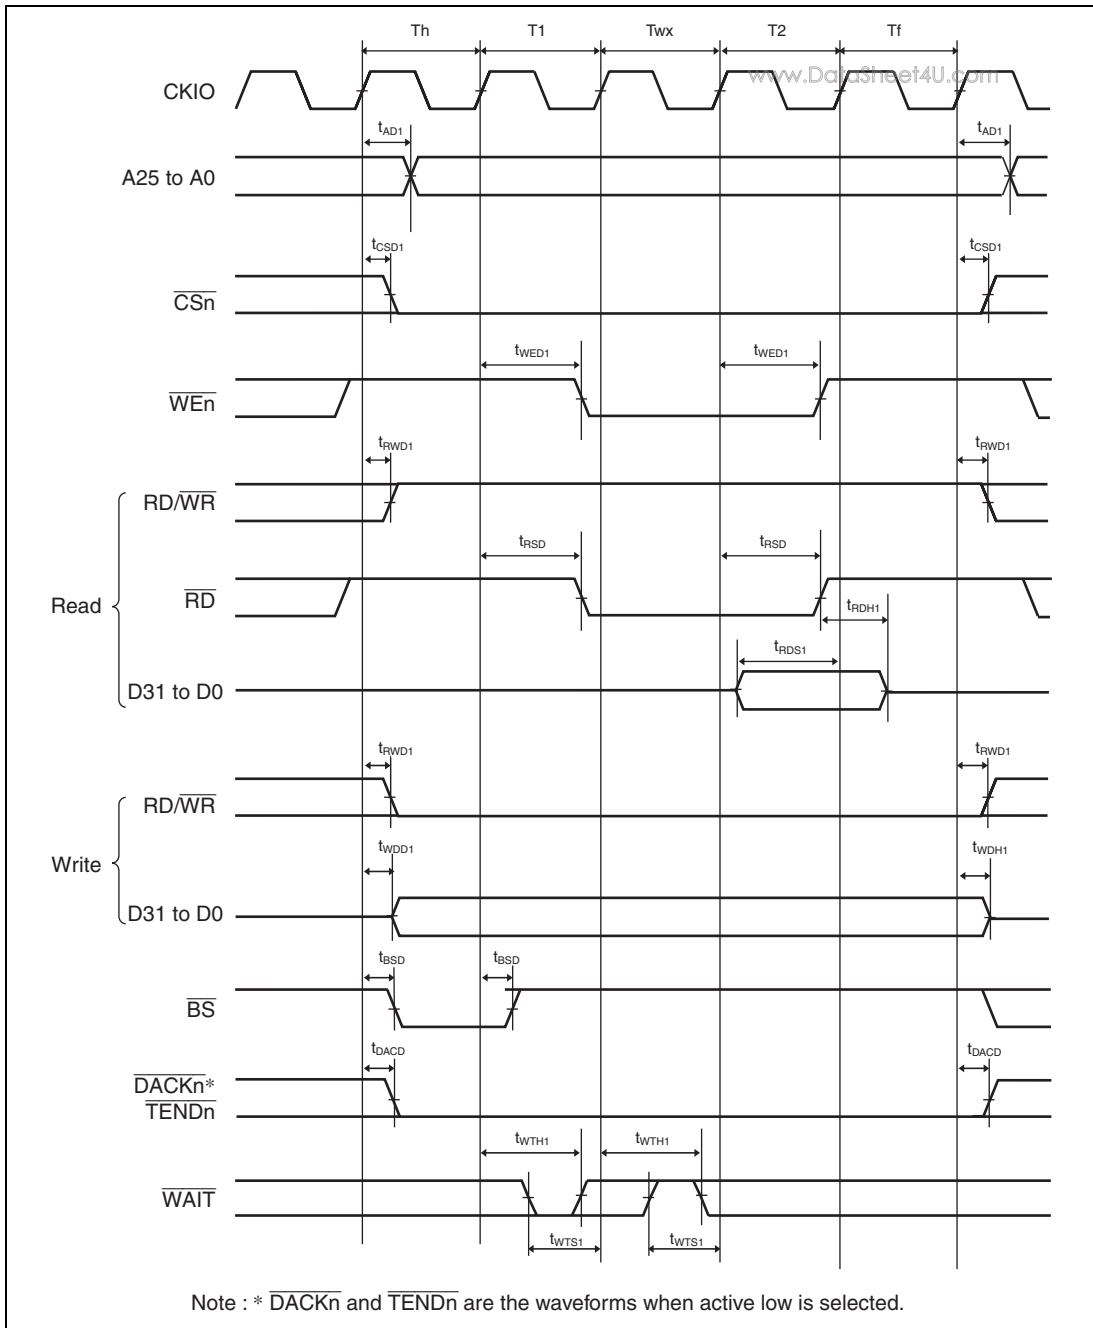 Th T1 Twx T2 Tf
www.DataSheet4U.com
CKIO
tAD1 tAD1
A25 to A0
tCSD1 tCSD1
CSn
tWED1 tWED1
WEn
tRWD1 tRWD1
RD/WR
tRSD tRSD
Read
RD
tRDH1
tRDS1
D31 to D0
tRWD1 tRWD1
RD/WR
tWDD1 tWDH1
Write
D31 to D0
tBSD tBSD
BS
tDACD tDACD
DACKn*
TENDn
tWTH1 tWTH1
WAIT
tWTS1 tWTS1
Note : * DACKn and TENDn are the waveforms when active low is selected.